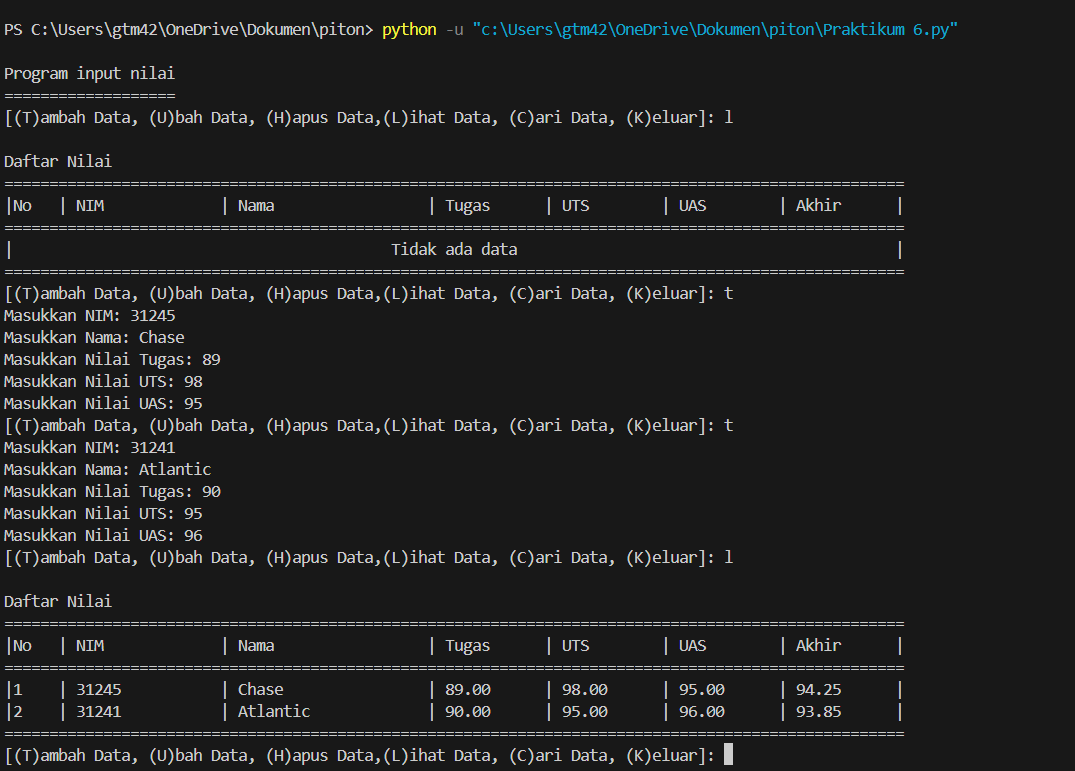 PS C:\Users\gtm42\OneDrive\Dokumen\piton> python -u "c:\Users\gtm42\OneDrive\Dokumen\piton\Praktikum 6.py"
Program input nilai
===================
[(T)ambah Data, (U)bah Data, (H)apus Data,(L)ihat Data, (C)ari Data, (K)eluar]: l
Daftar Nilai
====================================================================================================
|No   | NIM             | Nama                 | Tugas      | UTS        | UAS        | Akhir      |
====================================================================================================
|                                          Tidak ada data                                          |
====================================================================================================
[(T)ambah Data, (U)bah Data, (H)apus Data,(L)ihat Data, (C)ari Data, (K)eluar]: t
Masukkan NIM: 31245
Masukkan Nama: Chase
Masukkan Nilai Tugas: 89
Masukkan Nilai UTS: 98
Masukkan Nilai UAS: 95
[(T)ambah Data, (U)bah Data, (H)apus Data,(L)ihat Data, (C)ari Data, (K)eluar]: t
Masukkan NIM: 31241
Masukkan Nama: Atlantic
Masukkan Nilai Tugas: 90
Masukkan Nilai UTS: 95
Masukkan Nilai UAS: 96
[(T)ambah Data, (U)bah Data, (H)apus Data,(L)ihat Data, (C)ari Data, (K)eluar]: l
Daftar Nilai
====================================================================================================
|No   | NIM             | Nama                 | Tugas      | UTS        | UAS        | Akhir      |
====================================================================================================
|1    | 31245           | Chase                | 89.00      | 98.00      | 95.00      | 94.25      |
|2    | 31241           | Atlantic             | 90.00      | 95.00      | 96.00      | 93.85      |
====================================================================================================
[(T)ambah Data, (U)bah Data, (H)apus Data,(L)ihat Data, (C)ari Data, (K)eluar]: